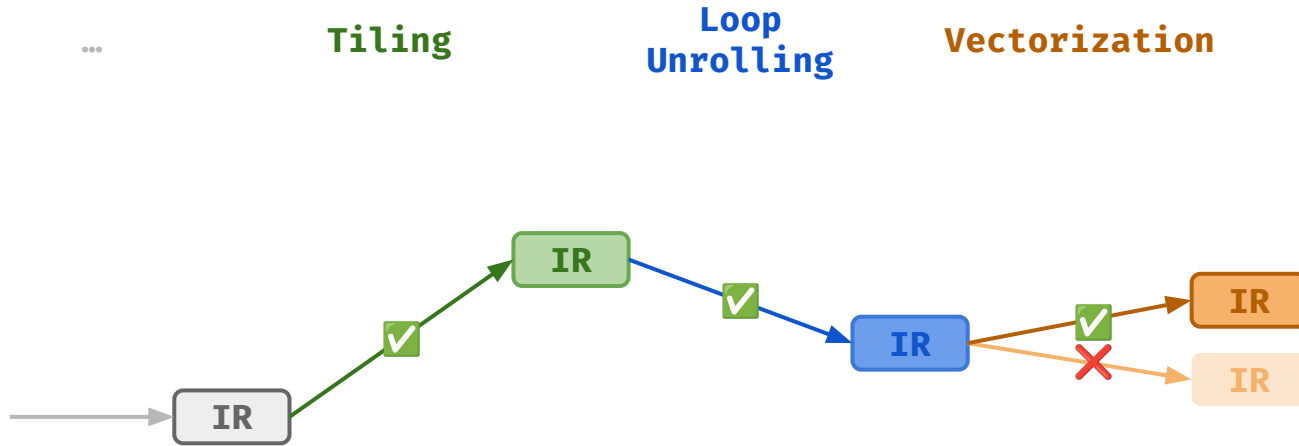 …
Tiling
Loop
Unrolling
Vectorization
IR
IR
IR
IR
IR